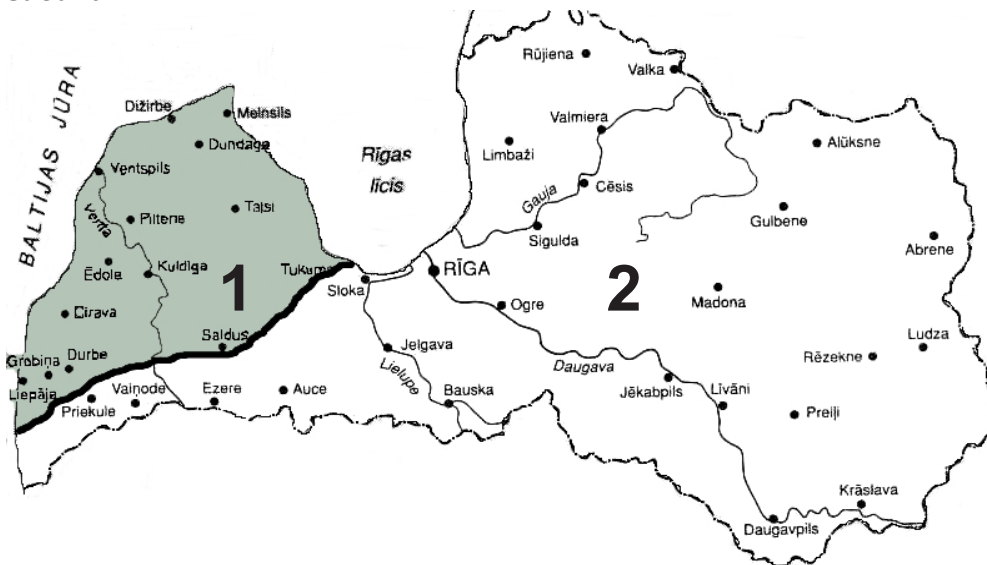 BALTIJAS JŪRA
Rīgas
līcis
Rūjiena
Valka
Dižirbe
Melnsils
Valmiera
Dundaga
Limbaži
Alūksne
Ventspils
Cēsis
Gauja
Venta
Piltene
Talsi
Gulbene
Sigulda
Abrene
Ēdole
Kuldīga
Tukums
RĪGA
1
2
Sloka
Madona
Ogre
Cīrava
Saldus
Jelgava
Ludza
Grobiņa
Durbe
Daugava
Rēzekne
Liepāja
Lielupe
Jēkabpils
Līvāni
Priekule
Vaiņode
Ezere
Auce
Bauska
Preiļi
Krāslava
Daugavpils